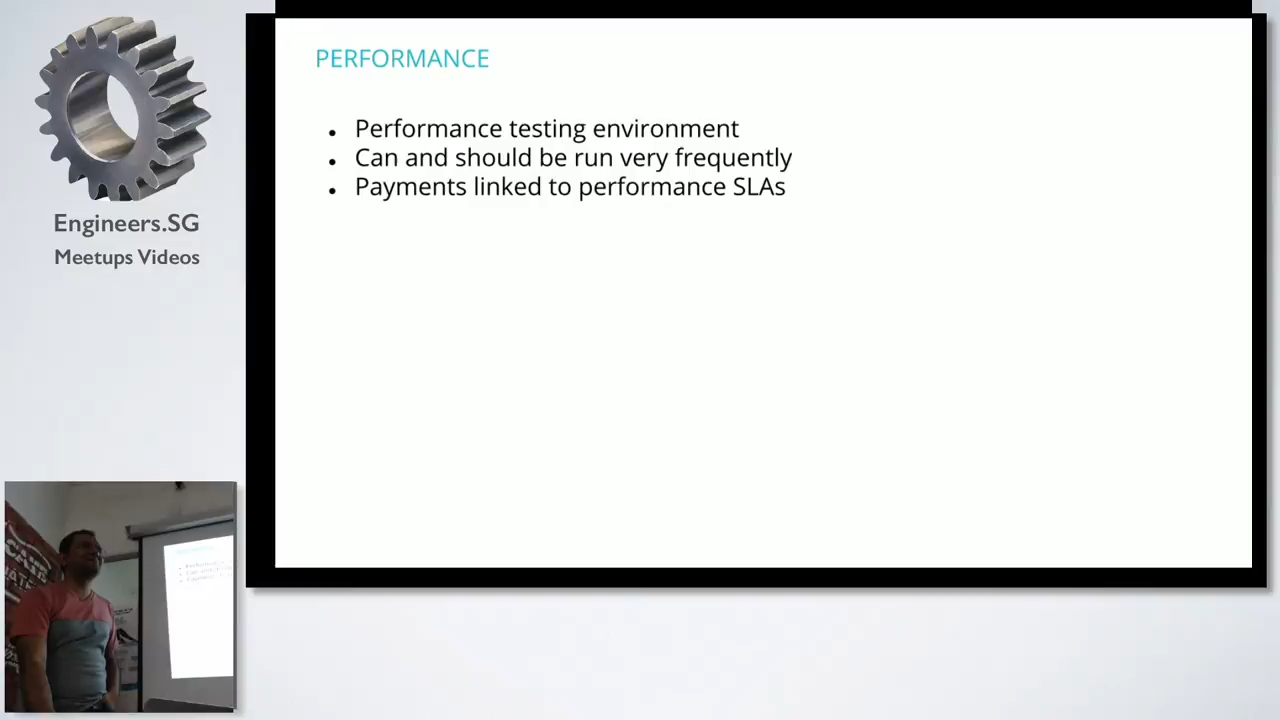 PERFORMANCE
• Performance testing environment
• Can and should be run very frequently
• Payments linked to performance SLAs
Engineers.SG
Meetups Videos